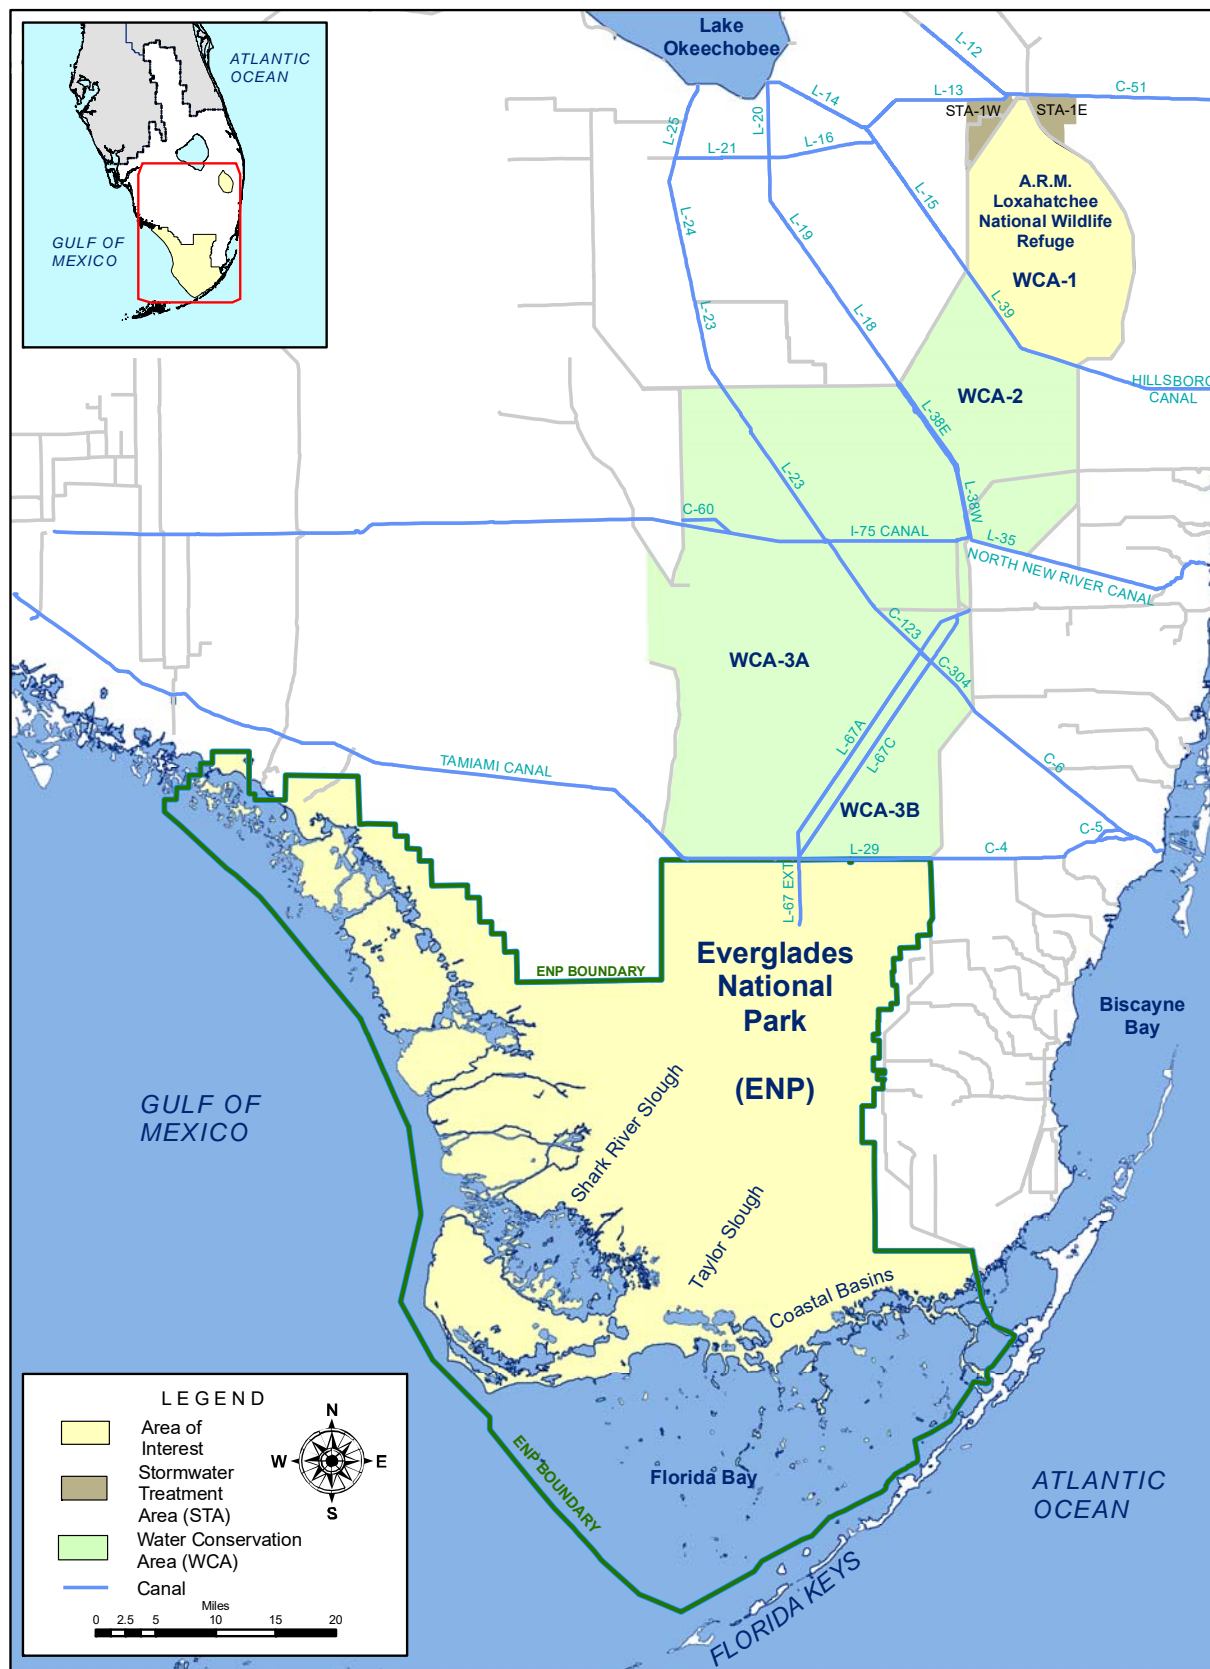 ATLANTIC
OCEAN
GULF OF
MEXICO
Lake
Okeechobee
L-12
L-13
C-51
L-14
L-20
L-25
STA-1W
STA-1E
L-21
L-16
L-15
L-24
L-19
A.R.M.
Loxahatchee
National Wildlife
Refuge
WCA-1
L-39
L-23
L-18
HILLSBORO
CANAL
WCA-2
L-38E
L-23
L-38W
C-60
I-75 CANAL
L-35
NORTH NEW RIVER CANAL
C-123
WCA-3A
C-304
L-67A
L-67C
TAMIAMI CANAL
C-6
WCA-3B
C-5
L-29
C-4
L-67 EXT
ENP BOUNDARY
Everglades
National
Park
(ENP)
Biscayne
Bay
GULF OF
MEXICO
Shark River Slough
Taylor Slough
Coastal Basins
ENP BOUNDARY
Florida Bay
ATLANTIC
OCEAN
FLORIDA KEYS
LEGEND
Area of
Interest
Stormwater
Treatment
Area (STA)
Water Conservation
Area (WCA)
Canal
N
W
E
S
Miles
0 2.5 5 10 15 20